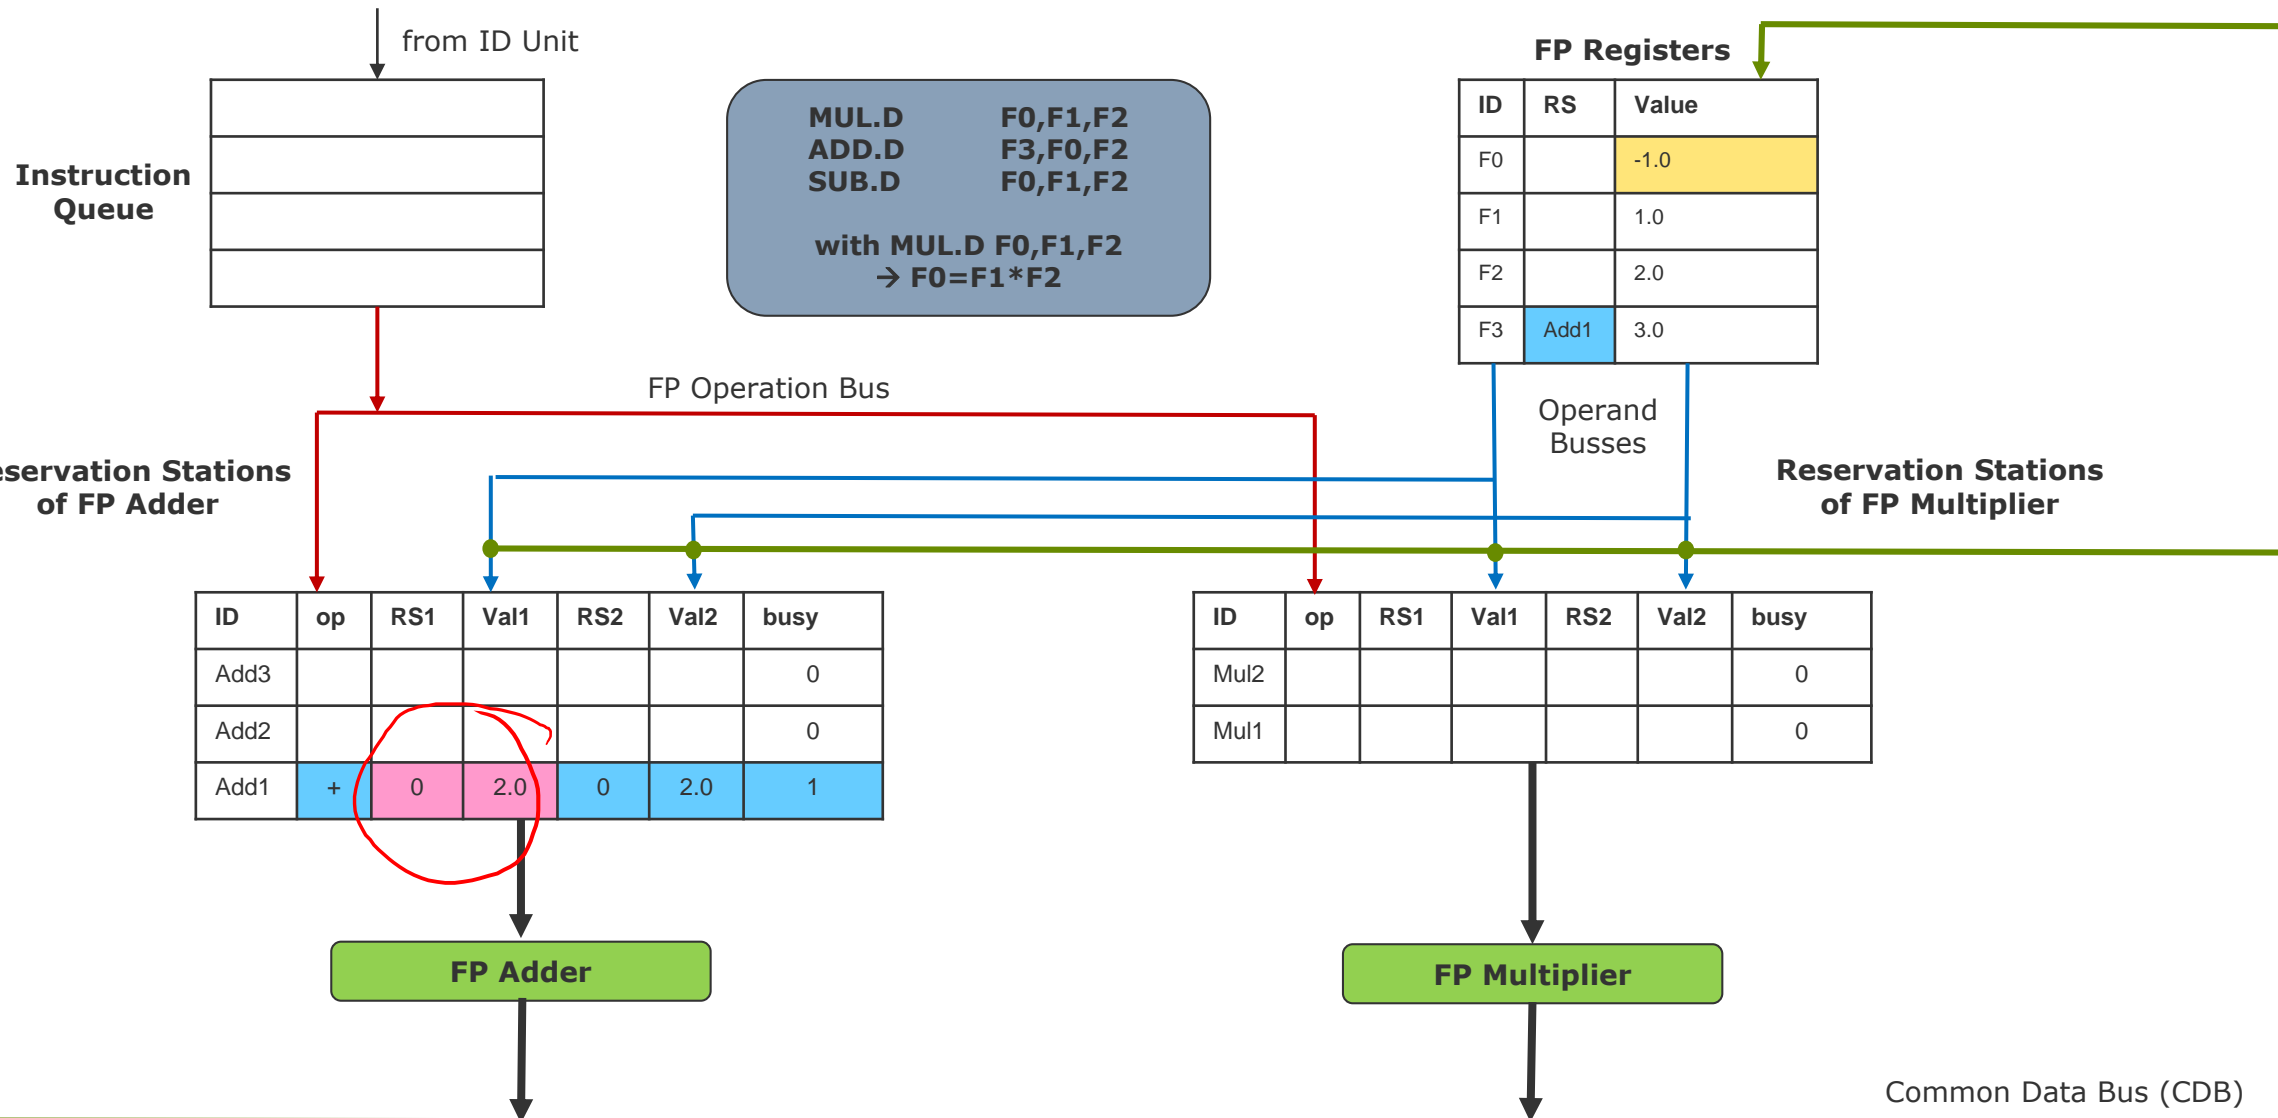 from ID Unit
Instruction
Queue
MUL.D F0,F1,F2
ADD.D F3,F0,F2
SUB.D F0,F1,F2
with MUL.D F0,F1,F2
→ F0=F1*F2
FP Registers
ID RS Value
F0 -1.0
F1 1.0
F2 2.0
F3 Add1 3.0
FP Operation Bus
Operand
Busses
eservation Stations
of FP Adder
Reservation Stations
of FP Multiplier
ID op RS1 Val1 RS2 Val2 busy
Add3 0
Add2 0
Add1 + 0 2.0 0 2.0 1
ID op RS1 Val1 RS2 Val2 busy
Mul2 0
Mul1 0
FP Adder
FP Multiplier
Common Data Bus (CDB)